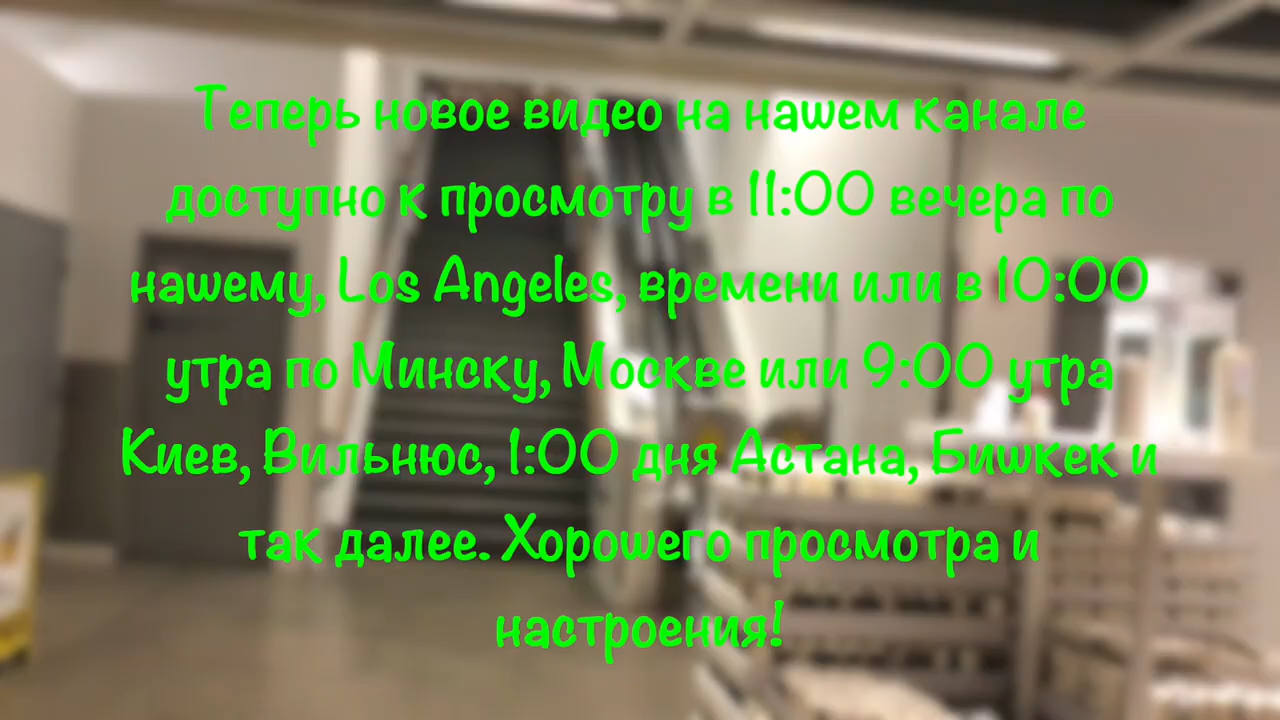 Теперь новое видео на нашем канале
доступно к просмотру в 11:00 вечера по
нашему, Los Angeles, времени или в 10:00
утра по Минску, Москве или 9:00 утра
Киев, Вильнюс, 1:00 дня Астана, Бишкек и
так далее. Хорошего просмотра и
настроения!